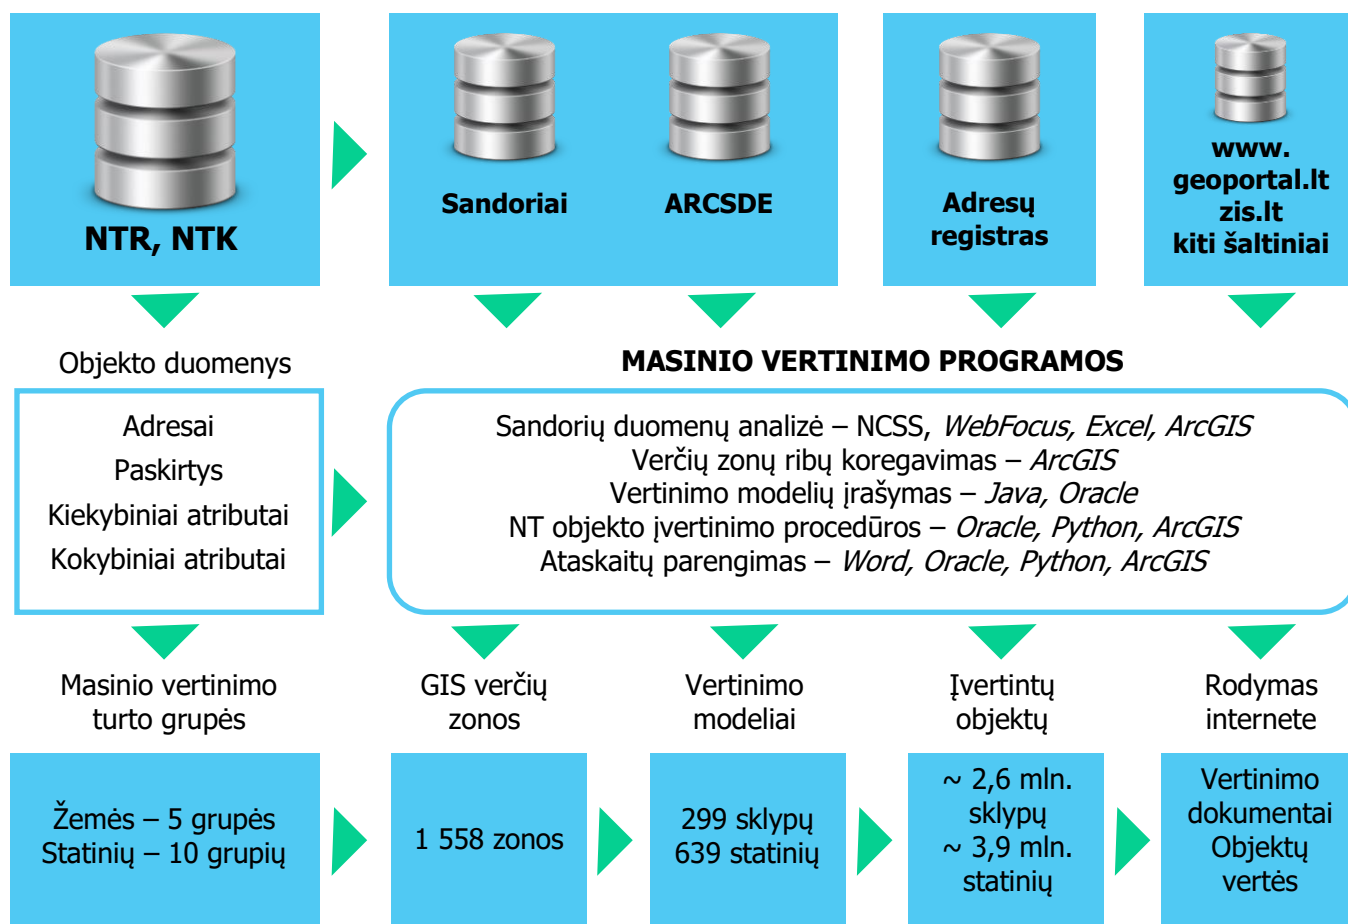 NTR, NTK
Sandoriai
ARCSDE
Adresų
registras
www.
geoportal.lt
zis.lt
kiti šaltiniai
Objekto duomenys
Adresai
Paskirtys
Kiekybiniai atributai
Kokybiniai atributai
MASINIO VERTINIMO PROGRAMOS
Sandorių duomenų analizė – NCSS, WebFocus, Excel, ArcGIS
Verčių zonų ribų koregavimas – ArcGIS
Vertinimo modelių įrašymas – Java, Oracle
NT objekto įvertinimo procedūros – Oracle, Python, ArcGIS
Ataskaitų parengimas – Word, Oracle, Python, ArcGIS
Masinio vertinimo
turto grupės
GIS verčių
zonos
Vertinimo
modeliai
Įvertintų
objektų
Rodymas
internete
Žemės – 5 grupės
Statinių – 10 grupių
1 558 zonos
299 sklypų
639 statinių
~ 2,6 mln.
sklypų
~ 3,9 mln.
statinių
Vertinimo
dokumentai
Objektų
vertės